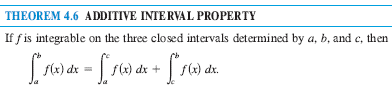 THEOREM 4.6 ADDITIVE INTERVAL PROPERTY
If f is integrable on the three closed intervals determined by a, b, and c, then
∫_a^b f(x) dx = ∫_a^c f(x) dx + ∫_c^b f(x) dx.